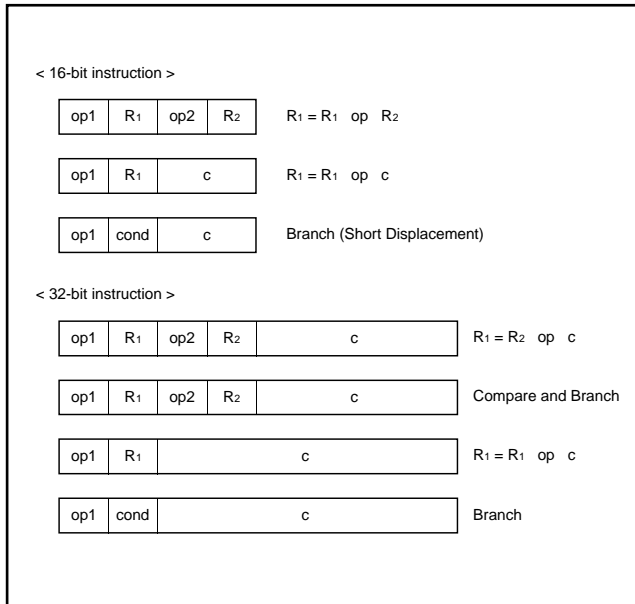 < 16-bit instruction >
op1 R1 op2 R2 R1 = R1 op R2
op1 R1 c R1 = R1 op c
op1 cond c Branch (Short Displacement)
< 32-bit instruction >
op1 R1 op2 R2 c R1 = R2 op c
op1 R1 op2 R2 c Compare and Branch
op1 R1 c R1 = R1 op c
op1 cond c Branch